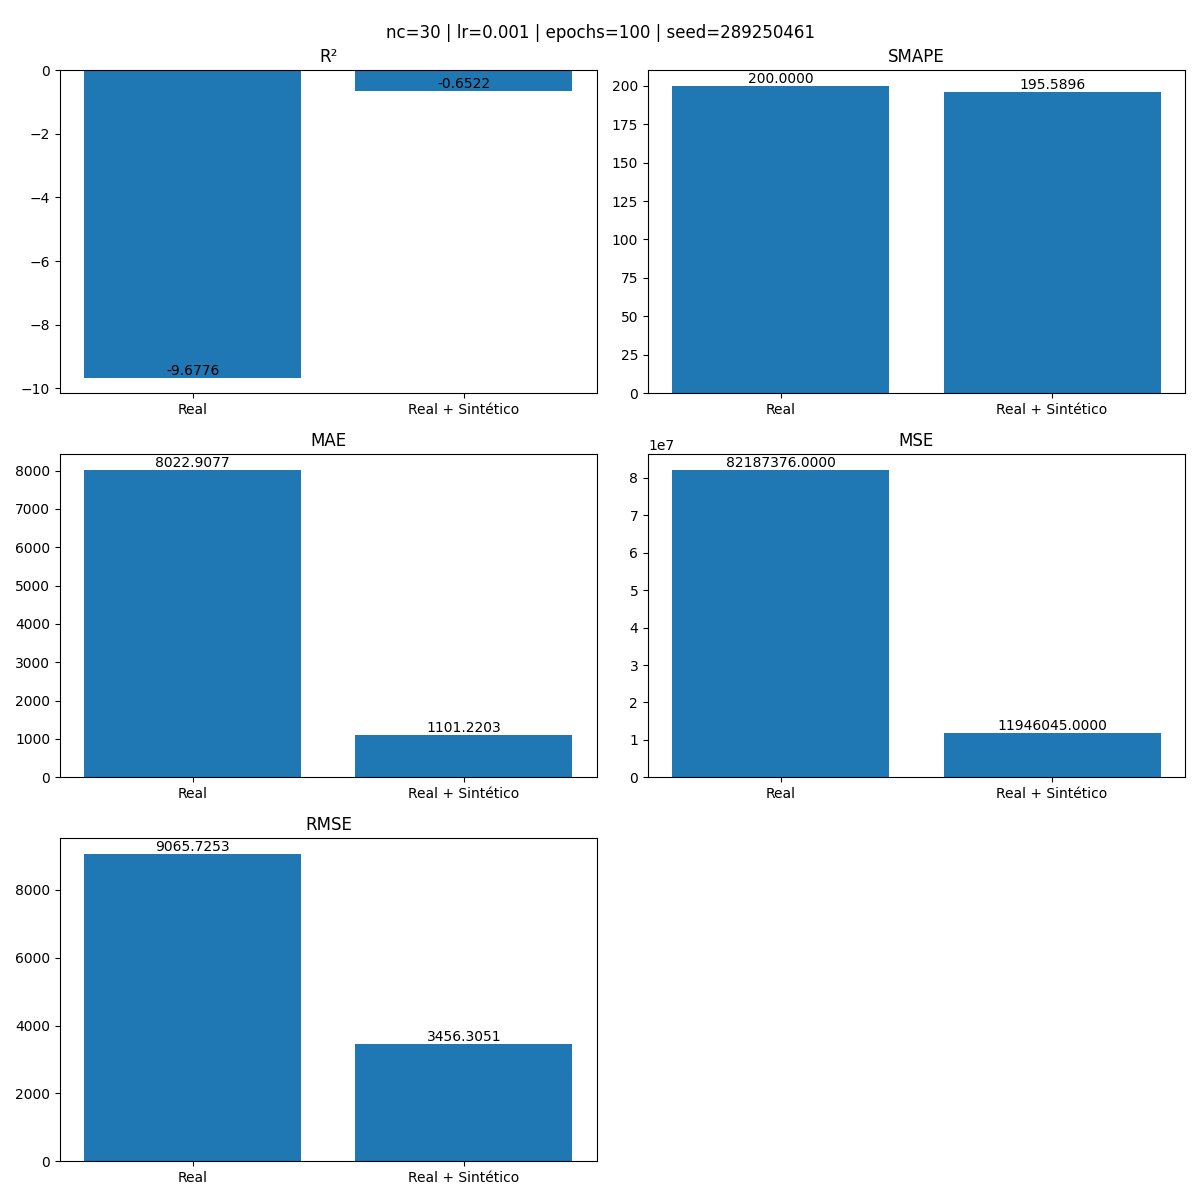 nc=30 | lr=0.001 | epochs=100 | seed=289250461
R²
0
−2
−4
−6
−8
−10
-9.6776
-0.6522
Real
Real + Sintético
SMAPE
200
175
150
125
100
75
50
25
0
200.0000
195.5896
Real
Real + Sintético
MAE
8000
7000
6000
5000
4000
3000
2000
1000
0
8022.9077
1101.2203
Real
Real + Sintético
MSE
1e7
8
7
6
5
4
3
2
1
0
82187376.0000
11946045.0000
Real
Real + Sintético
RMSE
8000
6000
4000
2000
0
9065.7253
3456.3051
Real
Real + Sintético